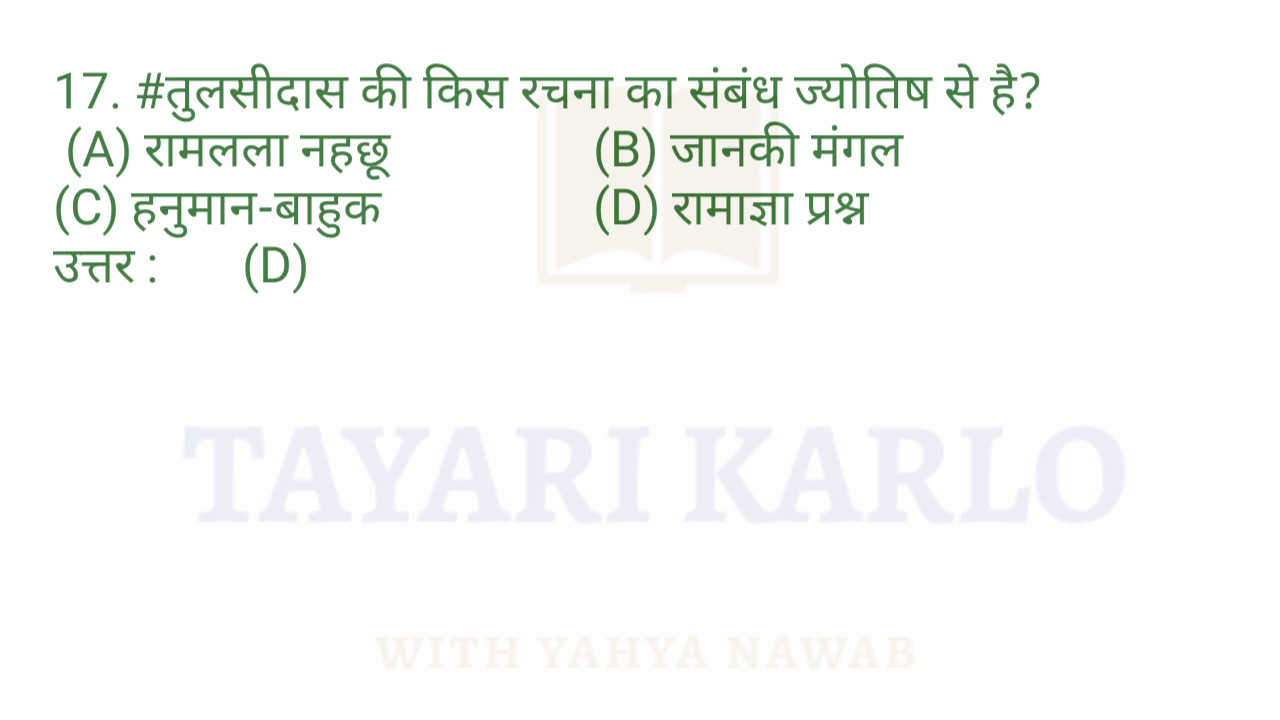 17. #तुलसीदास की किस रचना का संबंध ज्योतिष से है?
(A) रामलला नहछू (B) जानकी मंगल
(C) हनुमान-बाहुक (D) रामाज्ञा प्रश्न
उत्तर : (D)
TAYARI KARLO
WITH YAHYA NAWAB